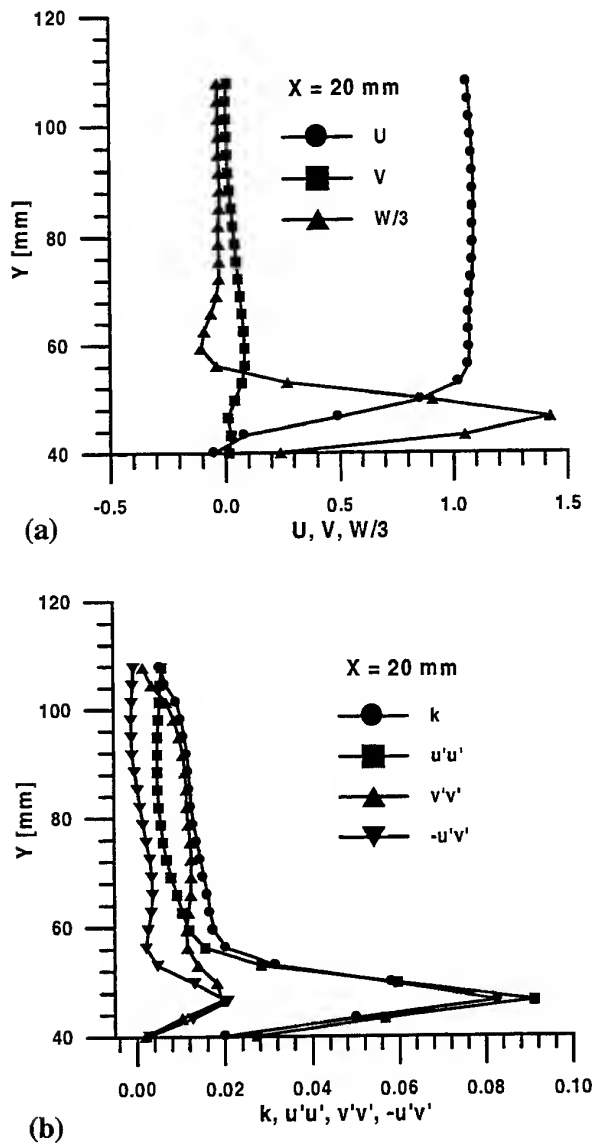 120
100
80
60
40
Y [mm]
X = 20 mm
U
V
W/3
-0.5 0.0 0.5 1.0 1.5
U, V, W/3
(a)
120
100
80
60
40
Y [mm]
X = 20 mm
k
u'u'
v'v'
-u'v'
0.00 0.02 0.04 0.06 0.08 0.10
k, u'u', v'v', -u'v'
(b)